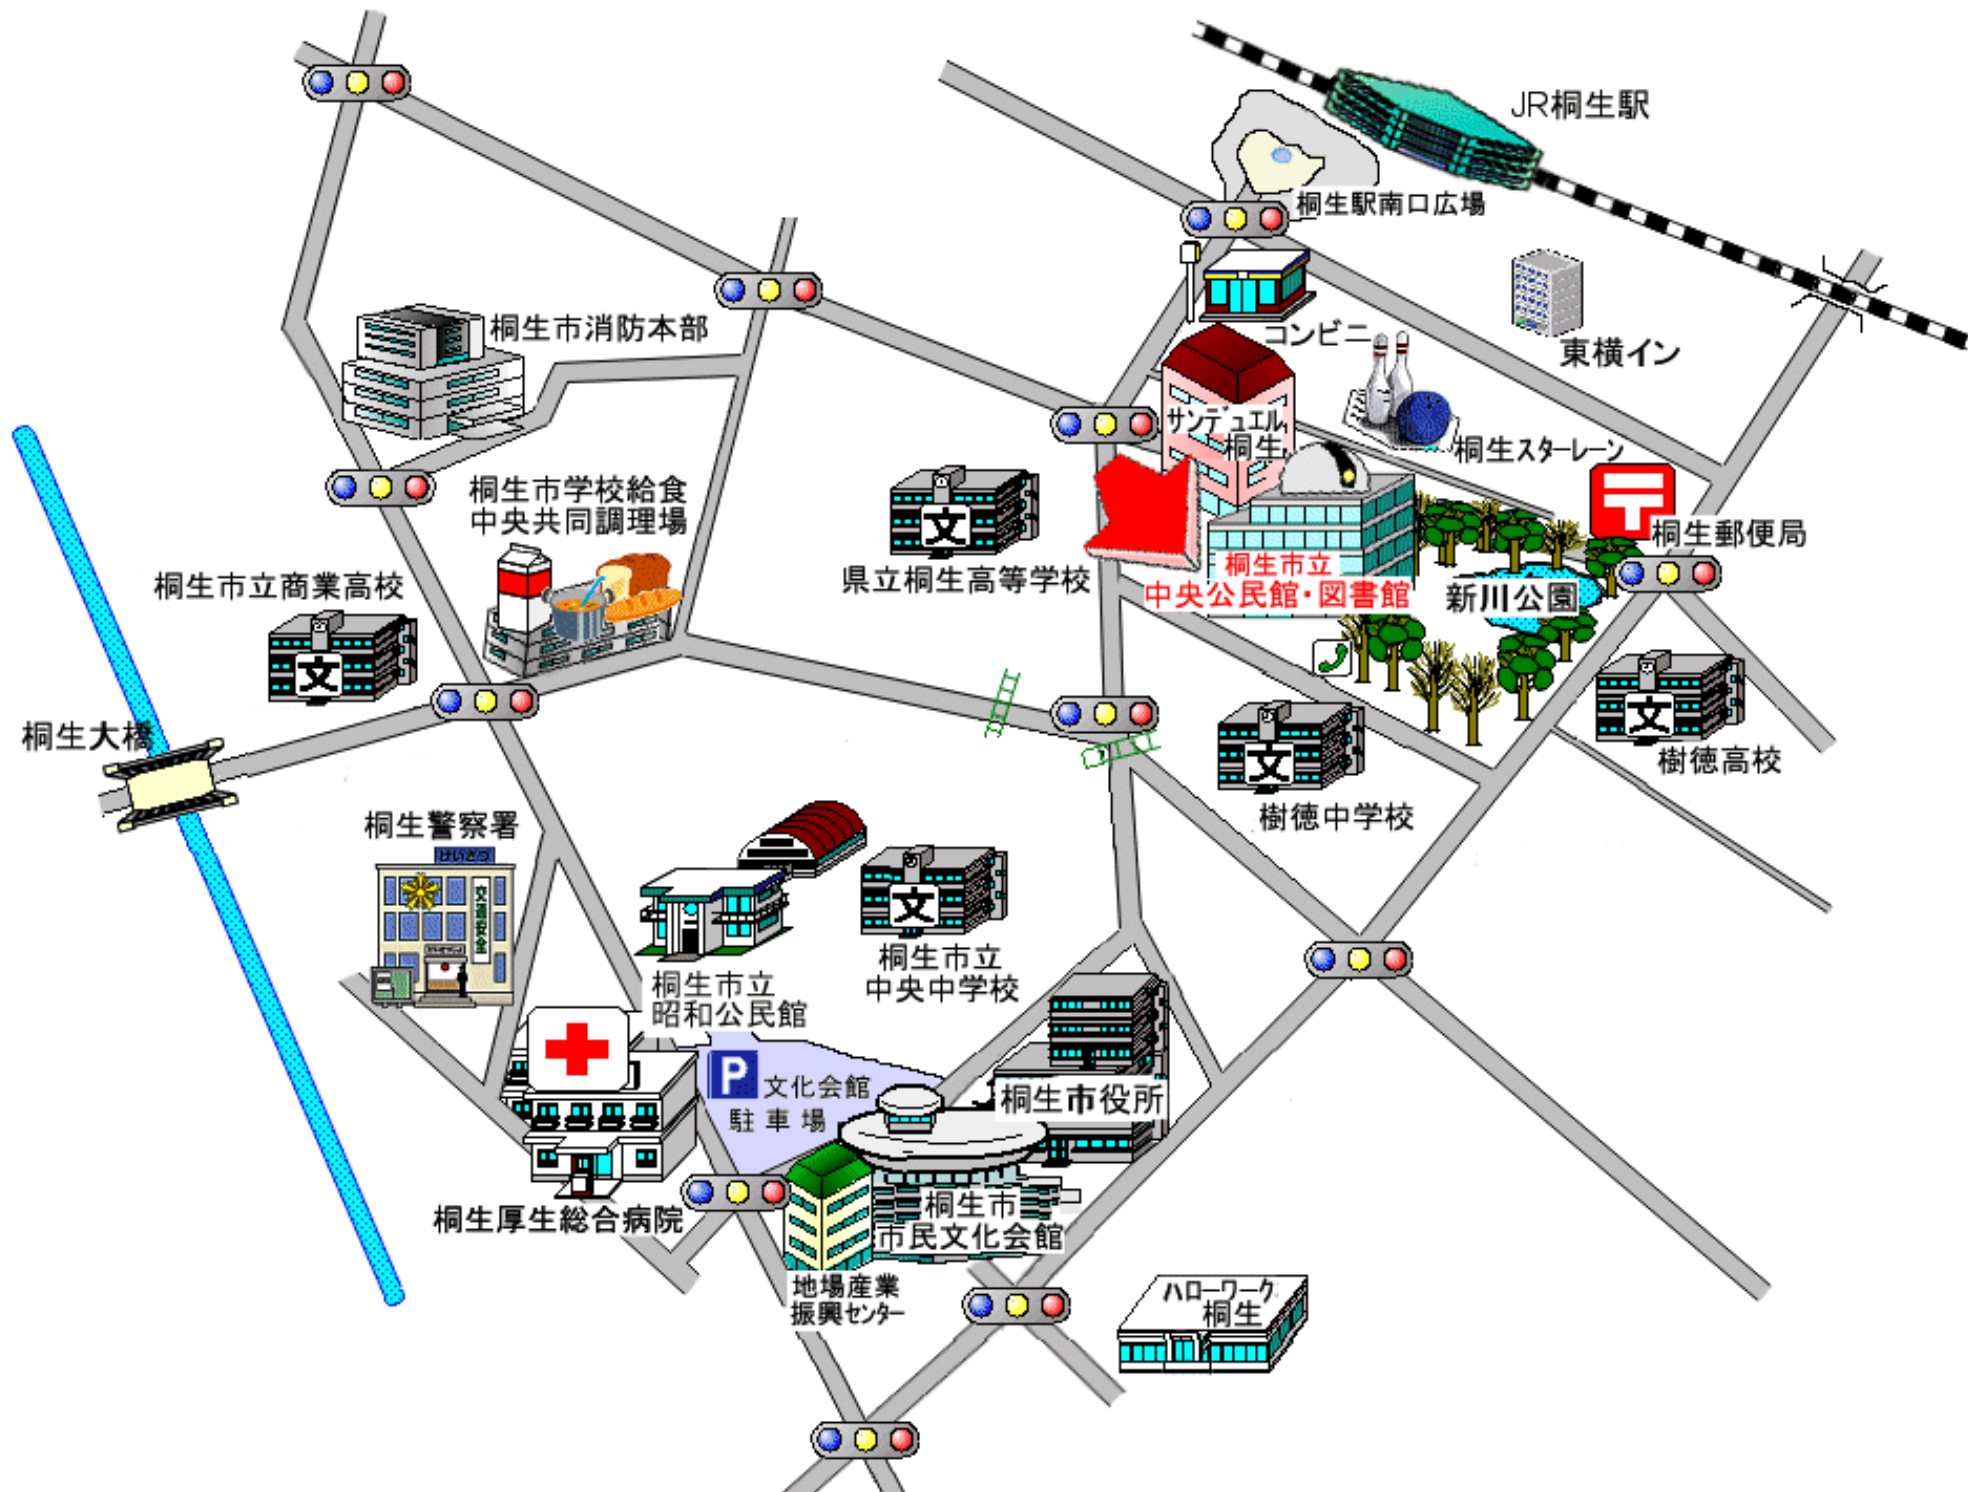 JR桐生駅
桐生駅南口広場
桐生市消防本部
コンビニ
東横イン
サンデュエル
桐生
桐生スターレーン
桐生市学校給食
中央共同調理場
桐生郵便局
桐生市立商業高校
県立桐生高等学校
文
桐生市立
中央公民館・図書館
新川公園
文
文
桐生大橋
文
樹徳高校
樹徳中学校
桐生警察署
けいさつ
交通安全
文
桐生市立
中央中学校
桐生市立
昭和公民館
P
文化会館
駐車場
桐生市役所
桐生厚生総合病院
桐生市
市民文化会館
地場産業
振興センター
ハローワーク
桐生